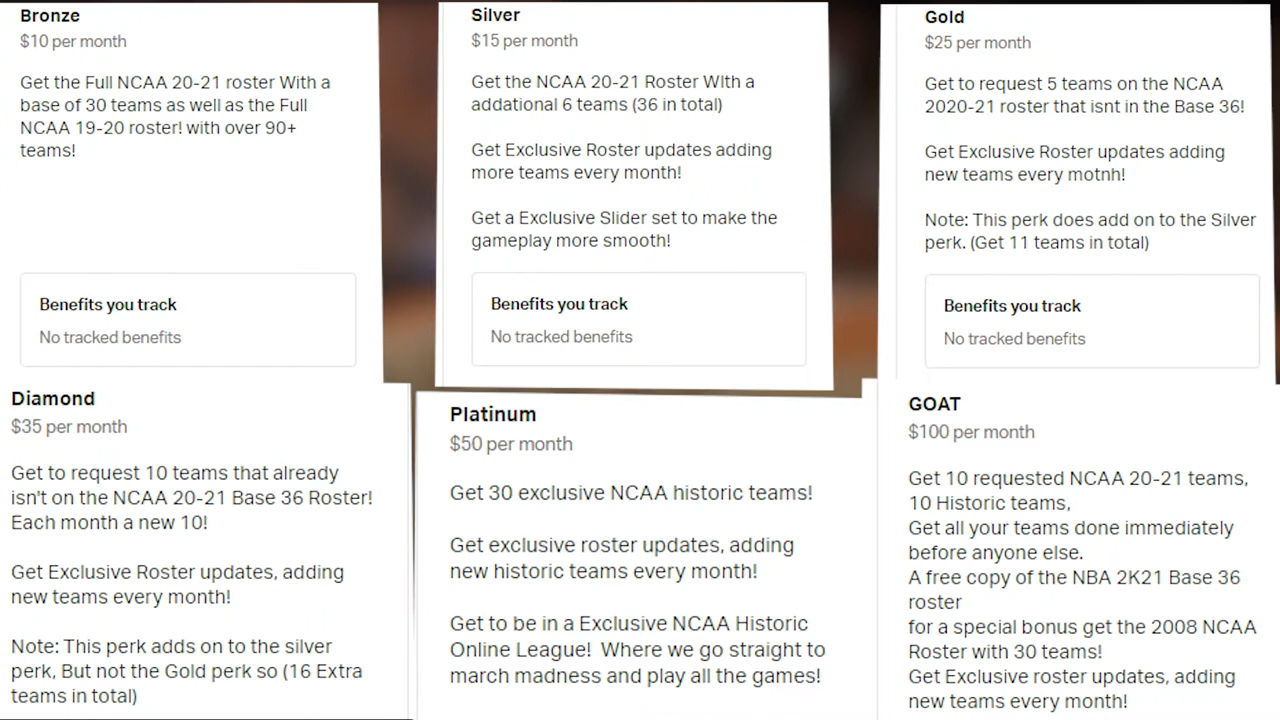 Bronze
$10 per month
Get the Full NCAA 20-21 roster With a
base of 30 teams as well as the Full
NCAA 19-20 roster! with over 90+
teams!
Benefits you track
No tracked benefits
Silver
$15 per month
Get the NCAA 20-21 Roster WIth a
addational 6 teams (36 in total)
Get Exclusive Roster updates adding
more teams every month!
Get a Exclusive Slider set to make the
gameplay more smooth!
Benefits you track
No tracked benefits
Gold
$25 per month
Get to request 5 teams on the NCAA
2020-21 roster that isnt in the Base 36!
Get Exclusive Roster updates adding
new teams every motnh!
Note: This perk does add on to the Silver
perk. (Get 11 teams in total)
Benefits you track
No tracked benefits
Diamond
$35 per month
Get to request 10 teams that already
isn't on the NCAA 20-21 Base 36 Roster!
Each month a new 10!
Get Exclusive Roster updates, adding
new teams every month!
Note: This perk adds on to the silver
perk, But not the Gold perk so (16 Extra
teams in total)
Platinum
$50 per month
Get 30 exclusive NCAA historic teams!
Get exclusive roster updates, adding
new historic teams every month!
Get to be in a Exclusive NCAA Historic
Online League! Where we go straight to
march madness and play all the games!
GOAT
$100 per month
Get 10 requested NCAA 20-21 teams,
10 Historic teams,
Get all your teams done immediately
before anyone else.
A free copy of the NBA 2K21 Base 36
roster
for a special bonus get the 2008 NCAA
Roster with 30 teams!
Get Exclusive roster updates, adding
new teams every month!